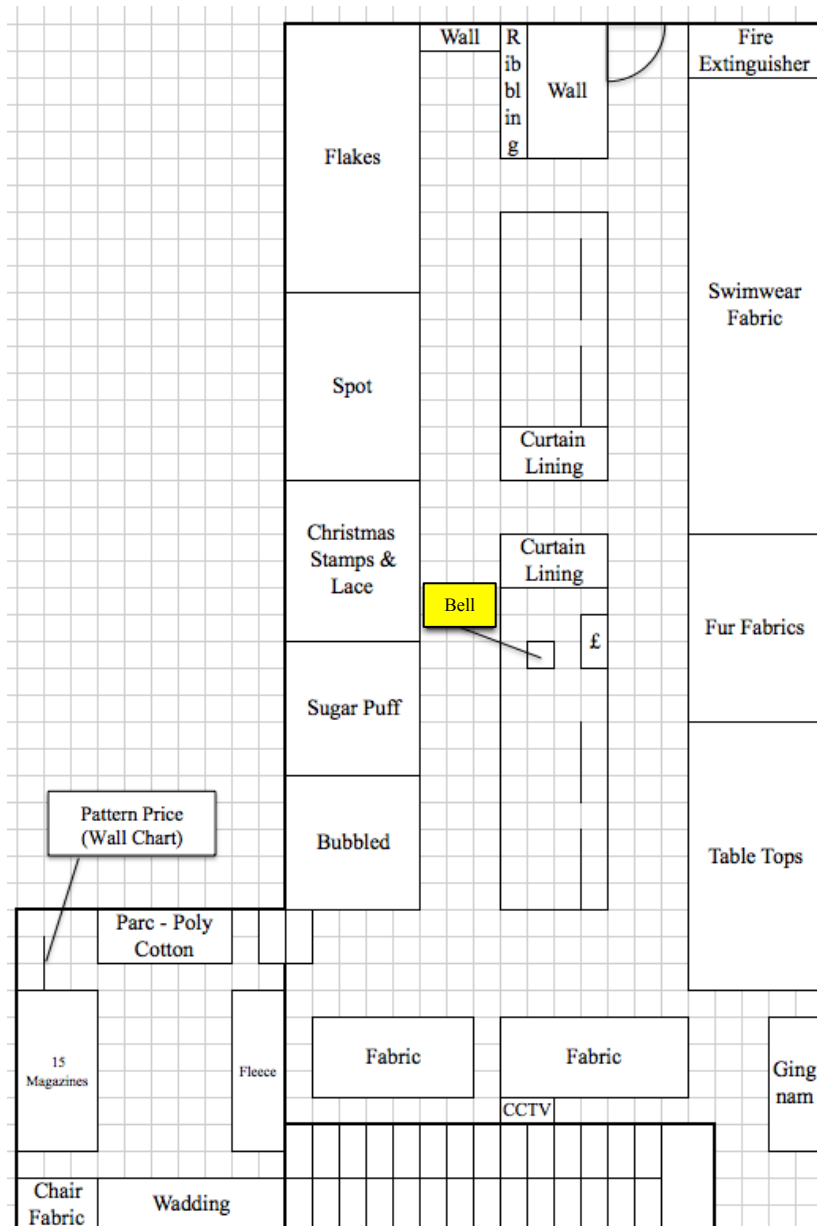 Wall
R
ib
bl
in
g
Wall
Fire
Extinguisher
Flakes
Swimwear
Fabric
Spot
Curtain
Lining
Christmas
Stamps &
Lace
Curtain
Lining
Bell
£
Fur Fabrics
Sugar Puff
Pattern Price
(Wall Chart)
Bubbled
Table Tops
Parc - Poly
Cotton
15
Magazines
Fleece
Fabric
Fabric
Ging
nam
CCTV
Chair
Fabric
Wadding